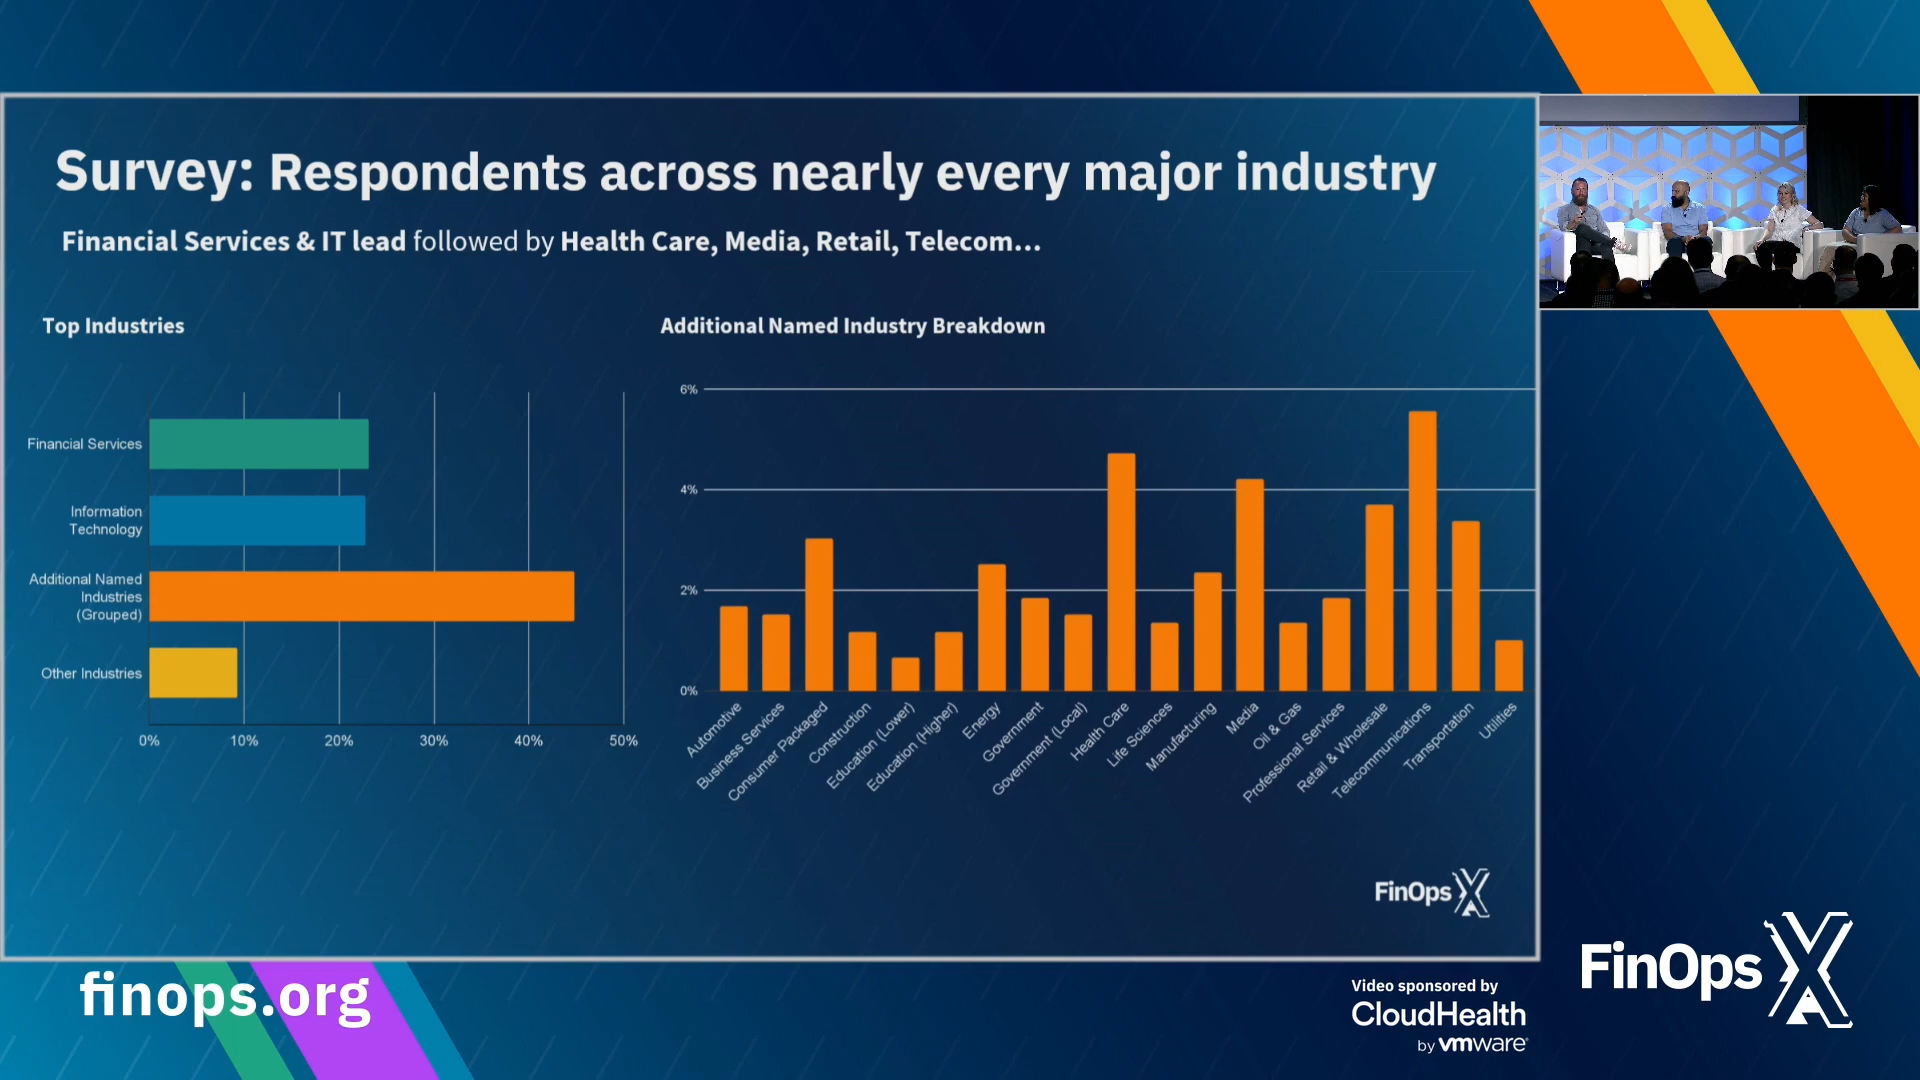 Survey: Respondents across nearly every major industry
Financial Services & IT lead followed by Health Care, Media, Retail, Telecom...
Top Industries
Financial Services
Information
Technology
Additional Named
Industries
(Grouped)
Other Industries
0%
10%
20%
30%
40%
50%
Additional Named Industry Breakdown
6%
4%
2%
0%
Automotive
Business Services
Consumer Packaged
Construction
Education (Lower)
Education (Higher)
Energy
Government
Government (Local)
Health Care
Life Sciences
Manufacturing
Media
Oil & Gas
Professional Services
Retail & Wholesale
Telecommunications
Transportation
Utilities
FinOps X
finops.org
Video sponsored by
CloudHealth
by vmware
FinOps X